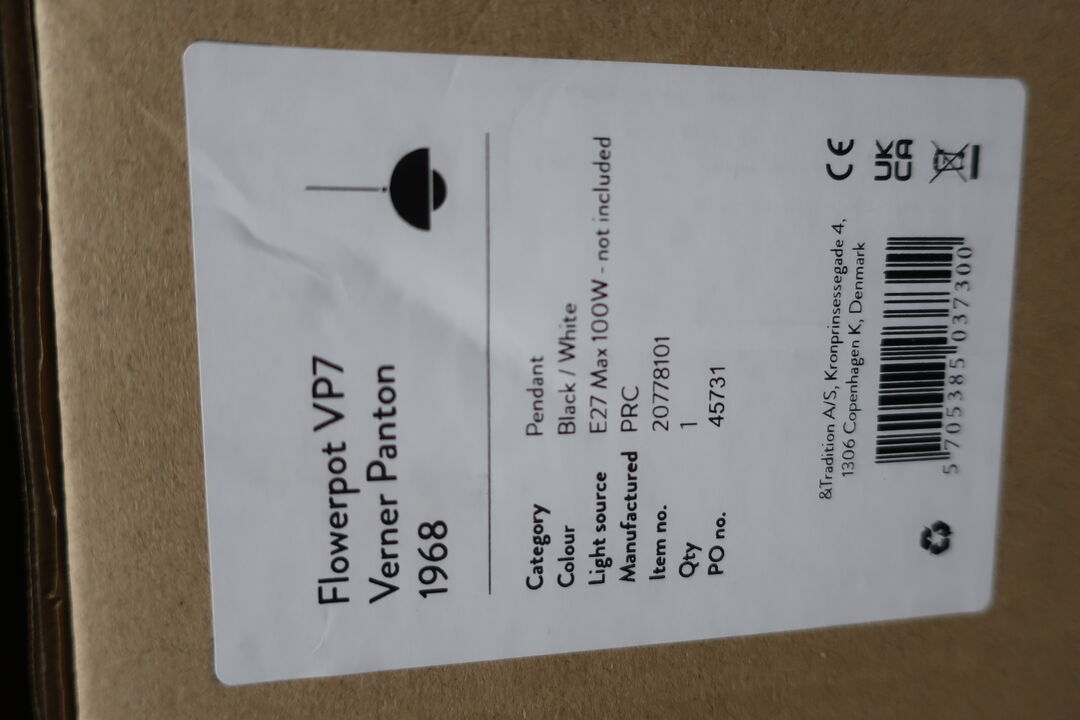 Flowerpot VP7
Verner Panton
1968
Category Pendant
Colour Black / White
Light source E27 Max 100W - not included
Manufactured PRC
Item no. 20778101
Qty 1
PO no. 45731
&Tradition A/S, Kronprinsessegade 4,
1306 Copenhagen K, Denmark
CE
UK
CA
5 705385 037300